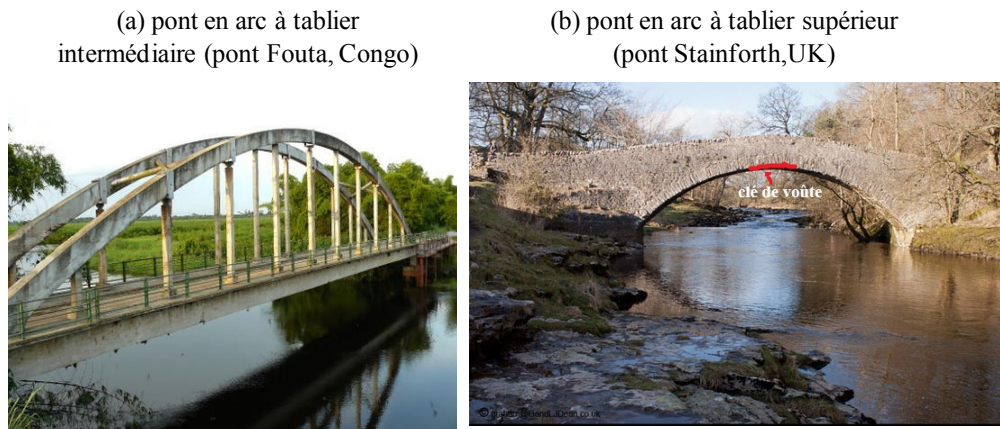 (a) pont en arc à tablier
intermédiaire (pont Fouta, Congo)
(b) pont en arc à tablier supérieur
(pont Stainforth,UK)
clé de voûte